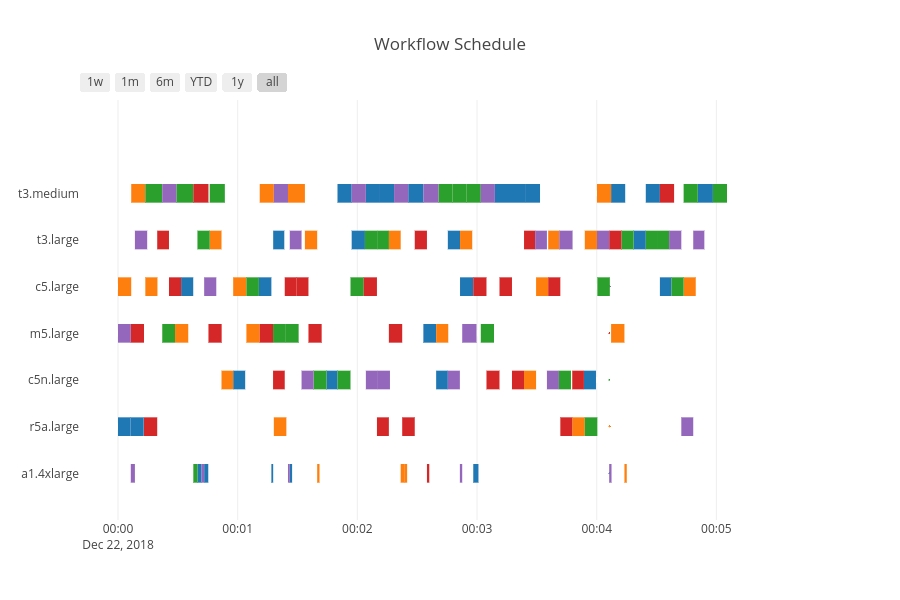 Workflow Schedule
1w 1m 6m YTD 1y all
t3.medium
t3.large
c5.large
m5.large
c5n.large
r5a.large
a1.4xlarge
00:00 00:01 00:02 00:03 00:04 00:05
Dec 22, 2018